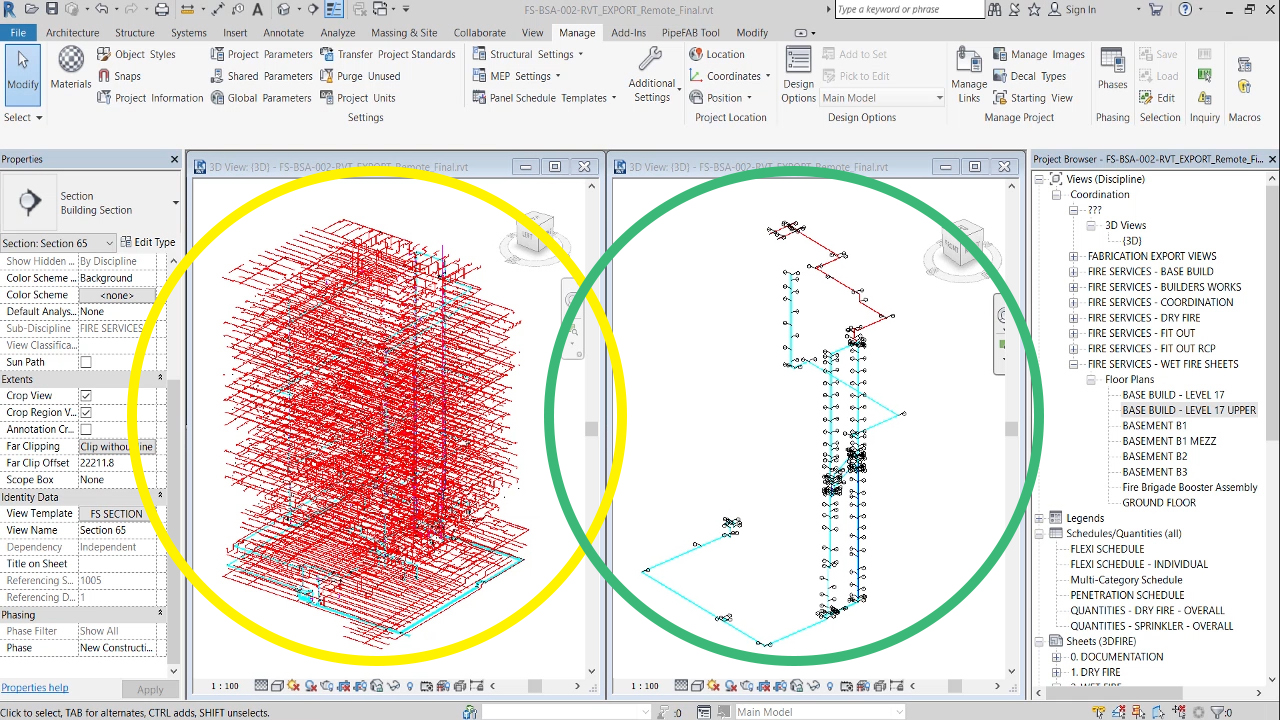 FS-BSA-002-RVT_EXPORT_Remote_Final.rvt
Type a keyword or phrase
Sign In
File Architecture Structure Systems Insert Annotate Analyze Massing & Site Collaborate View Manage Add-Ins PipeFAB Tool Modify
Modify
Select
Materials
Object Styles
Snaps
Project Information
Project Parameters
Shared Parameters
Global Parameters
Transfer Project Standards
Purge Unused
Project Units
Settings
Structural Settings
MEP Settings
Panel Schedule Templates
Additional
Settings
Location
Coordinates
Position
Project Location
Design
Options
Add to Set
Pick to Edit
Main Model
Design Options
Manage
Links
Manage Images
Decal Types
Starting View
Manage Project
Phases
Phasing
Save
Load
Edit
Selection
Inquiry
Macros
Properties
Section
Building Section
Section: Section 65
Edit Type
Show Hidden By Discipline
Color Scheme Background
Color Scheme <none>
Default Analy... None
Sub-Discipline FIRE SERVICES
View Classifica...
Sun Path
Extents
Crop View
Crop Region V...
Annotation Cr...
Far Clipping Clip without line
Far Clip Offset 22211.8
Scope Box None
Identity Data
View Template FS SECTION
View Name Section 65
Dependency Independent
Title on Sheet
Referencing S... 1005
Referencing D... 1
Phasing
Phase Filter Show All
Phase New Constructi...
Properties help
Apply
3D View: {3D} - FS-BSA-002-RVT_EXPORT_Remote_Final.rvt
1 : 100
3D View: {3D} - FS-BSA-002-RVT_EXPORT_Remote_Final.rvt
1 : 100
Project Browser - FS-BSA-002-RVT_EXPORT_Remote_Fi...
Views (Discipline)
Coordination
???
3D Views
{3D}
FABRICATION EXPORT VIEWS
FIRE SERVICES - BASE BUILD
FIRE SERVICES - BUILDERS WORKS
FIRE SERVICES - COORDINATION
FIRE SERVICES - DRY FIRE
FIRE SERVICES - FIT OUT
FIRE SERVICES - FIT OUT RCP
FIRE SERVICES - WET FIRE SHEETS
Floor Plans
BASE BUILD - LEVEL 17
BASE BUILD - LEVEL 17 UPPER
BASEMENT B1
BASEMENT B1 MEZZ
BASEMENT B2
BASEMENT B3
Fire Brigade Booster Assembly
GROUND FLOOR
Legends
Schedules/Quantities (all)
FLEXI SCHEDULE
FLEXI SCHEDULE - INDIVIDUAL
Multi-Category Schedule
PENETRATION SCHEDULE
QUANTITIES - DRY FIRE - OVERALL
QUANTITIES - SPRINKLER - OVERALL
Sheets (3DFIRE)
0. DOCUMENTATION
1. DRY FIRE
Click to select, TAB for alternates, CTRL adds, SHIFT unselects.
:0
Main Model
:0